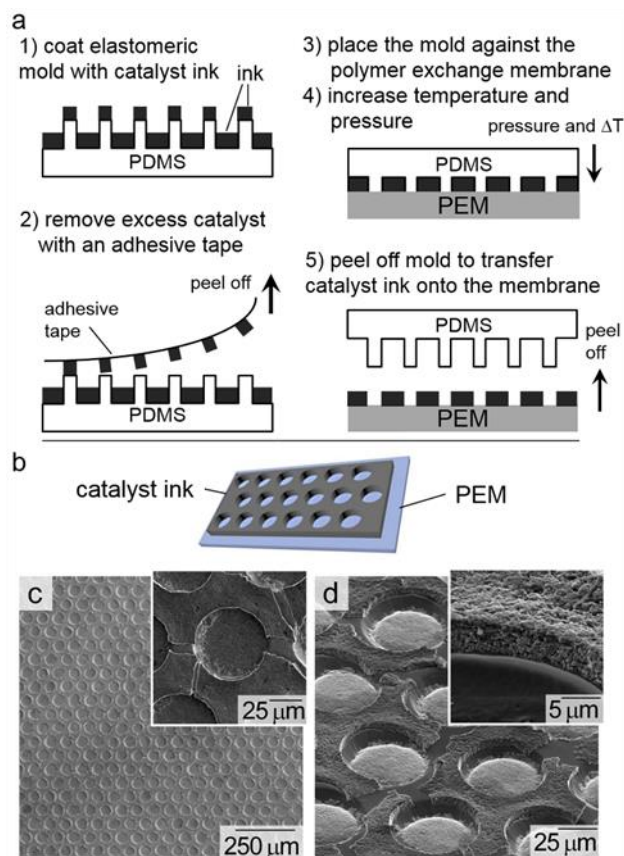 a
1) coat elastomeric
mold with catalyst ink
ink
PDMS
2) remove excess catalyst
with an adhesive tape
peel off
adhesive
tape
PDMS
3) place the mold against the
polymer exchange membrane
4) increase temperature and
pressure
pressure and ΔT
PDMS
PEM
5) peel off mold to transfer
catalyst ink onto the membrane
PDMS
peel
off
PEM
b
catalyst ink
PEM
c
25 μm
250 μm
d
5 μm
25 μm